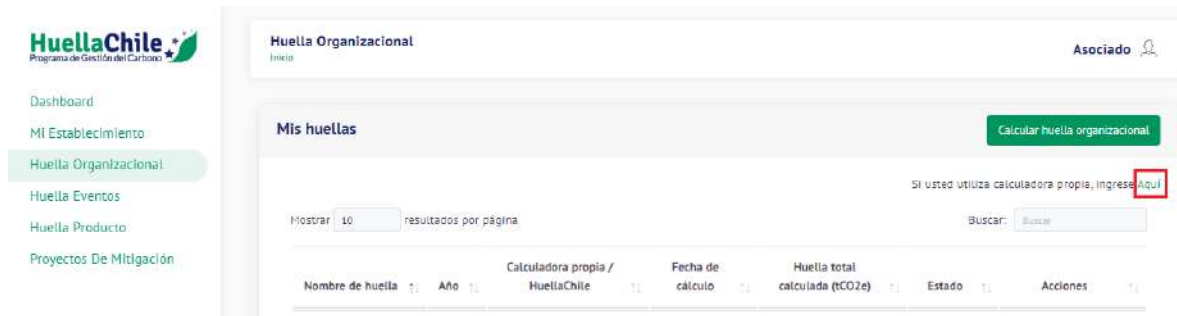 HuellaChile
Programa de Gestión del Carbono
Dashboard
Mi Establecimiento
Huella Organizacional
Huella Eventos
Huella Producto
Proyectos De Mitigación
Huella Organizacional
Inicio
Asociado
Mis huellas
Calcular huella organizacional
Si usted utiliza calculadora propia, ingrese Aquí
Mostrar 10 resultados por página
Buscar: Buscar
Nombre de huella
Año
Calculadora propia /
HuellaChile
Fecha de
cálculo
Huella total
calculada (tCO2e)
Estado
Acciones